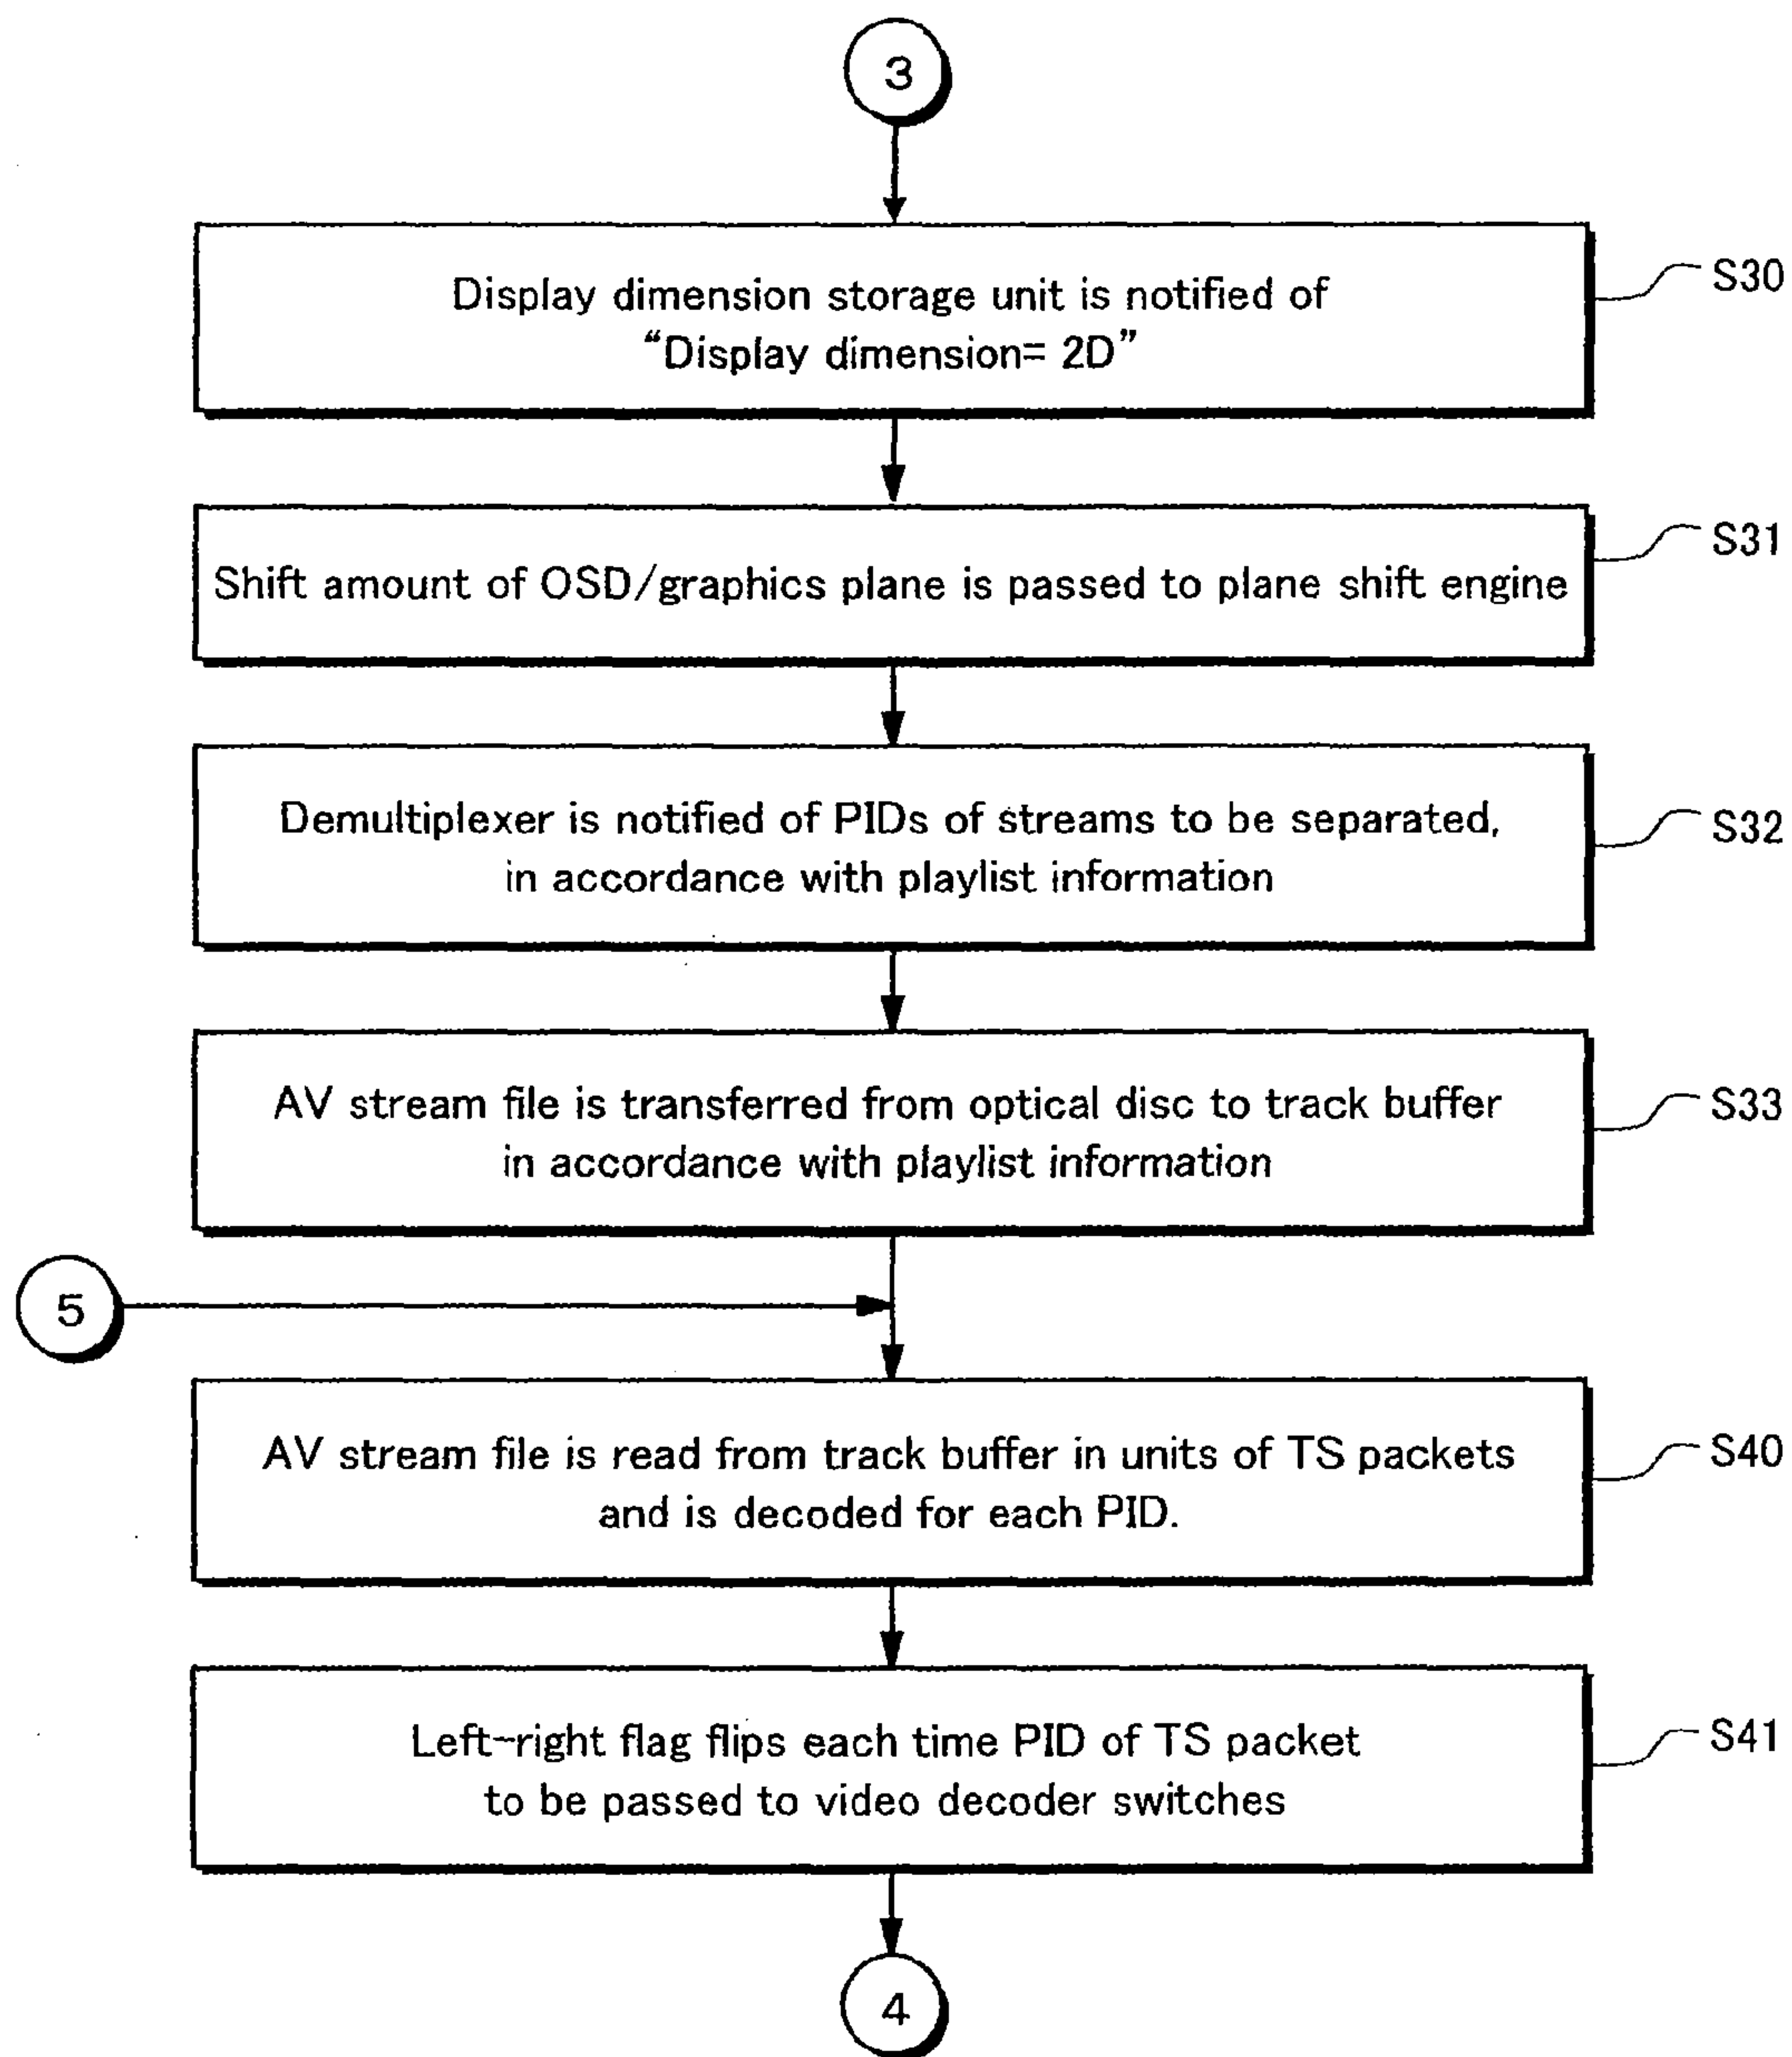 3
Display dimension storage unit is notified of
“Display dimension= 2D”
S30
Shift amount of OSD/graphics plane is passed to plane shift engine
S31
Demultiplexer is notified of PIDs of streams to be separated,
in accordance with playlist information
S32
AV stream file is transferred from optical disc to track buffer
in accordance with playlist information
S33
5
AV stream file is read from track buffer in units of TS packets
and is decoded for each PID.
S40
Left-right flag flips each time PID of TS packet
to be passed to video decoder switches
S41
4